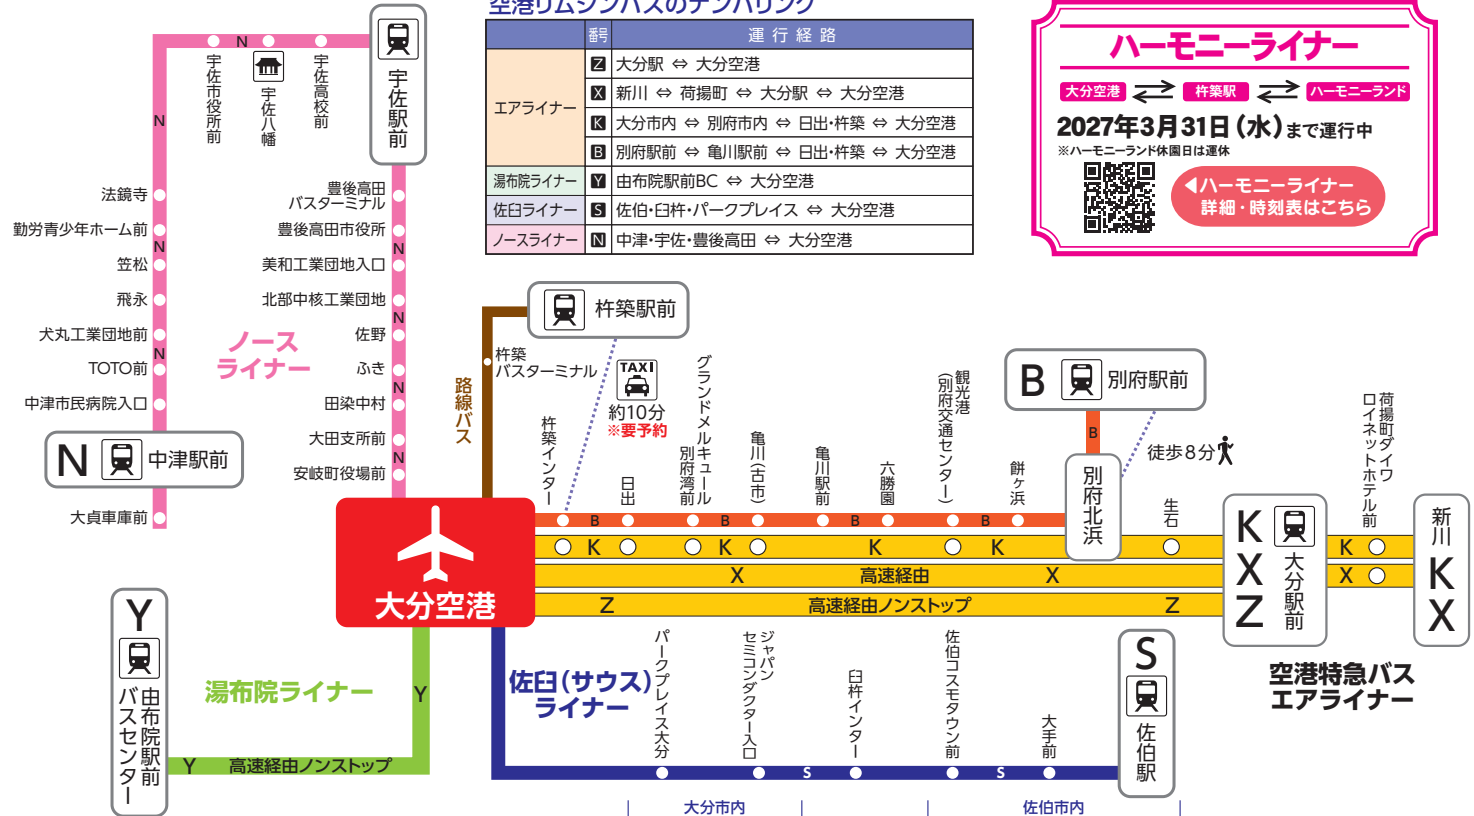 空港リムジンバスのナンバリング
番号 運行経路
エアライナー
Z 大分駅 ⇔ 大分空港
X 新川 ⇔ 荷揚町 ⇔ 大分駅 ⇔ 大分空港
K 大分市内 ⇔ 別府市内 ⇔ 日出・杵築 ⇔ 大分空港
B 別府駅前 ⇔ 亀川駅前 ⇔ 日出・杵築 ⇔ 大分空港
湯布院ライナー Y 由布院駅前BC ⇔ 大分空港
佐臼ライナー S 佐伯・臼杵・パークプレイス ⇔ 大分空港
ノースライナー N 中津・宇佐・豊後高田 ⇔ 大分空港
ハーモニーライナー
大分空港 杵築駅 ハーモニーランド
2027年3月31日(水)まで運行中
※ハーモニーランド休園日は運休
◀ハーモニーライナー
詳細・時刻表はこちら
N
宇佐市役所前
宇佐八幡
宇佐高校前
宇佐駅前
N
法鏡寺
勤労青少年ホーム前
N
笠松
飛永
犬丸工業団地前
N
TOTO前
中津市民病院入口
N 中津駅前
大貞車庫前
ノース
ライナー
豊後高田
バスターミナル
豊後高田市役所
N
美和工業団地入口
北部中核工業団地
N
佐野
ふき
N
田染中村
大田支所前
N
安岐町役場前
杵築駅前
杵築
バスターミナル
路線バス
TAXI
約10分
※要予約
杵築インター
日出
グランドメルキュール
別府湾前
亀川(古市)
亀川駅前
六勝園
観光港
(別府交通センター)
餅ヶ浜
B 別府駅前
B
徒歩8分
別府北浜
生石
荷揚町ダイワ
ロイネットホテル前
B B B B
K K K K
X 高速経由 X
Z 高速経由ノンストップ Z
K
X
Z
大分駅前
K
X
新川
K
X
空港特急バス
エアライナー
大分空港
Y
由布院駅前
バスセンター
湯布院ライナー
Y
Y 高速経由ノンストップ
佐臼(サウス)
ライナー
パークプレイス大分
ジャパン
セミコンダクター入口
臼杵インター
佐伯コスモタウン前
大手前
S S
S
佐伯駅
大分市内
佐伯市内